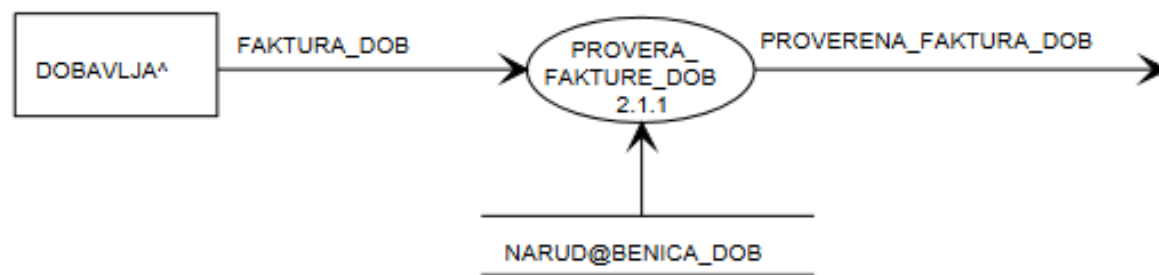 DOBAVLJA^
FAKTURA_DOB
PROVERA_
FAKTURE_DOB
2.1.1
PROVERENA_FAKTURA_DOB
NARUD@BENICA_DOB